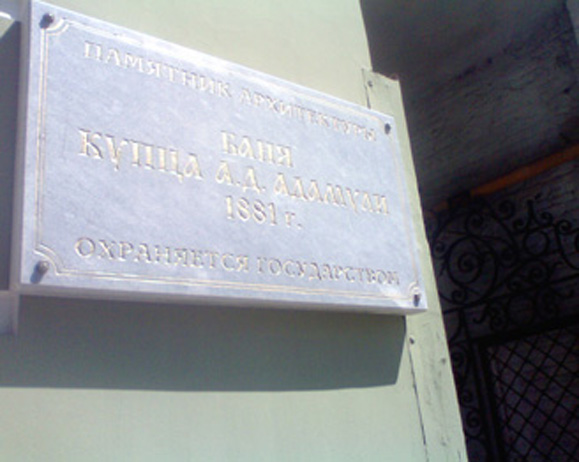 ПАМЯТНИК АРХИТЕКТУРЫ
БАНЯ
КУПЦА А.Д. АДАМУЛИ
1881 г.
ОХРАНЯЕТСЯ ГОСУДАРСТВОМ